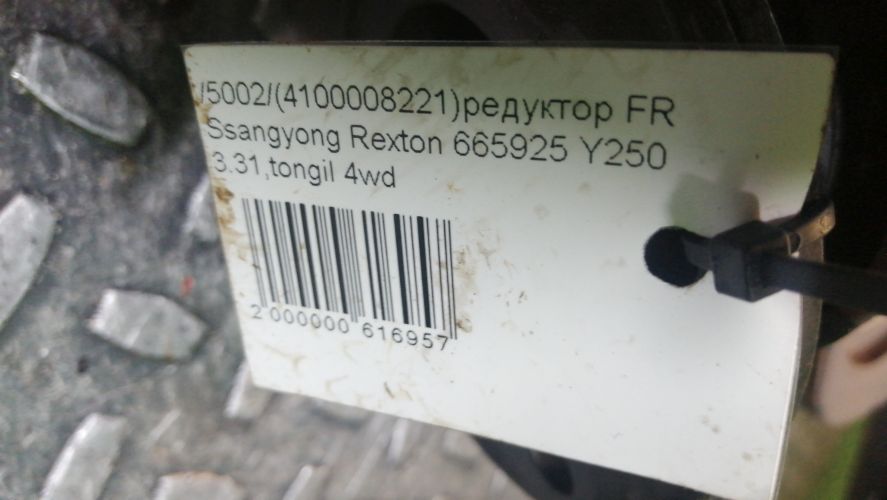 /5002/(4100008221)редуктор FR
Ssangyong Rexton 665925 Y250
3.31,tongil 4wd
2 000000 616957